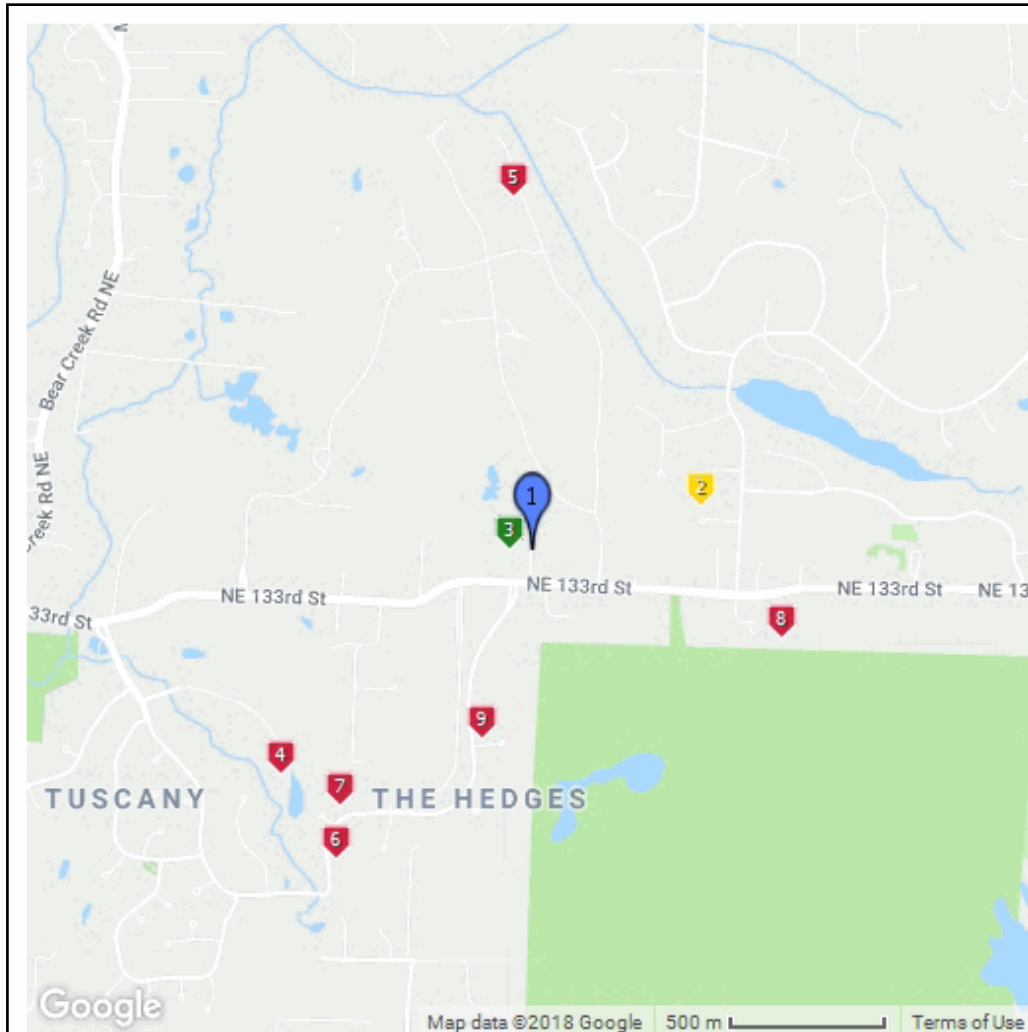 5
Bear Creek Rd NE
2
1
3
Creek Rd NE
NE 133rd St
NE 133rd St
NE 133rd St
NE 13
33rd St
8
9
4
7
TUSCANY
THE HEDGES
6
Google
Map data ©2018 Google
500 m
Terms of Use